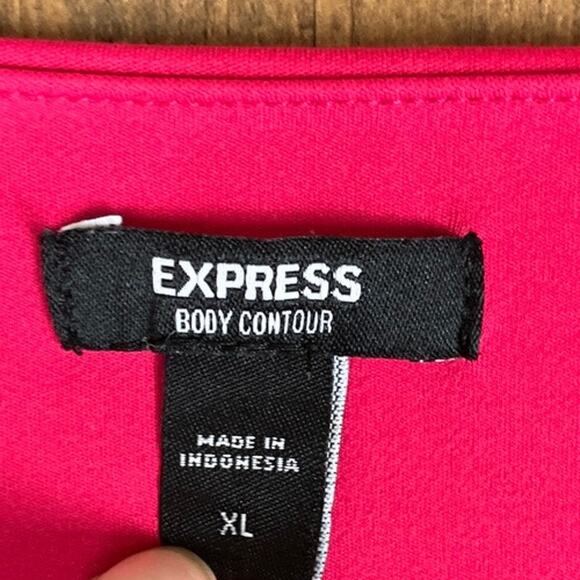 EXPRESS
BODY CONTOUR
MADE IN
INDONESIA
XL